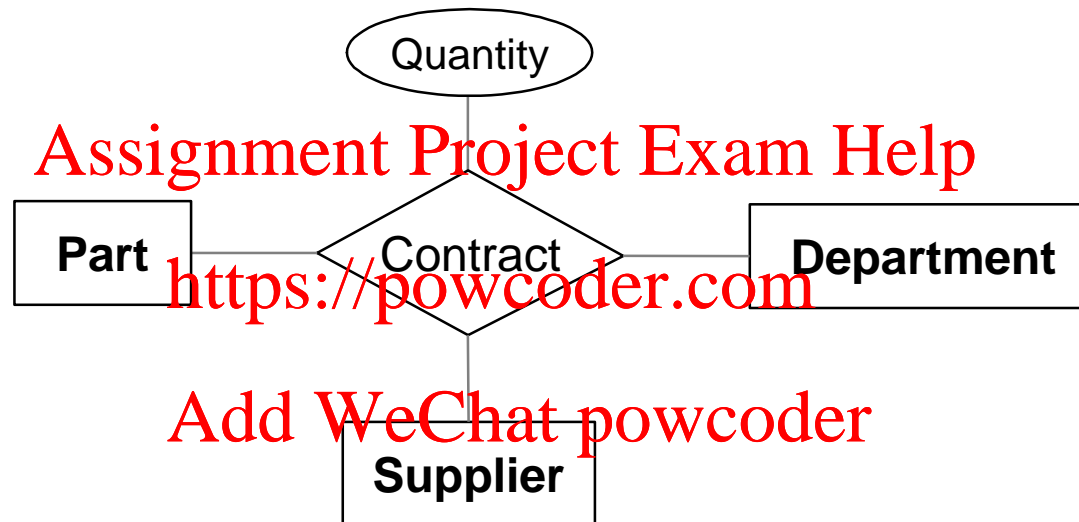 Quantity
Assignment Project Exam Help
Part
Contract
Department
https://powcoder.com
Add WeChat powcoder
Supplier